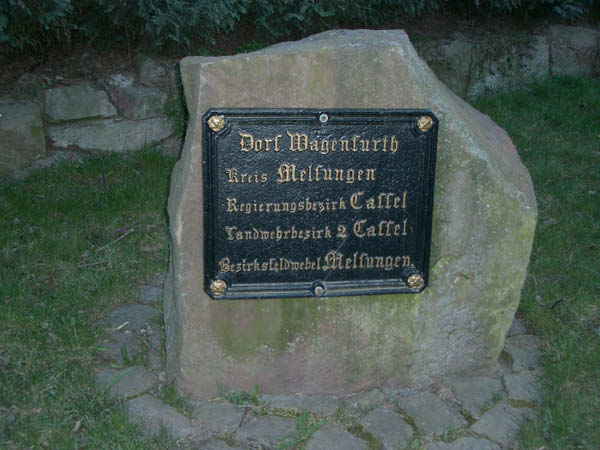 Dorf Wagenfurth
Kreis Melſungen
Regierungsbezirk Caſſel
Landwehrbezirk 2 Caſſel
Bezirksfeldwebel Melſungen